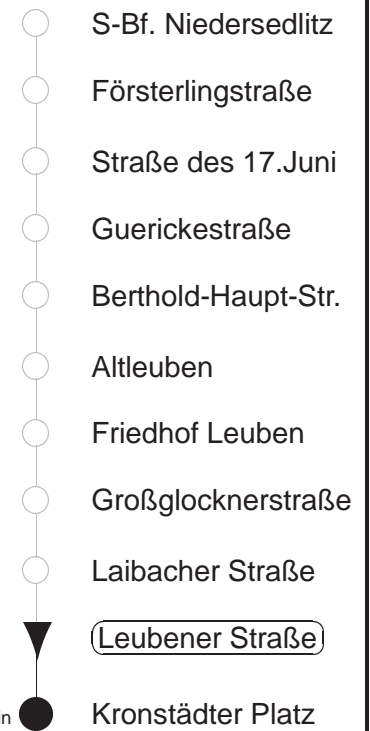 S-Bf. Niedersedlitz
Försterlingstraße
Straße des 17.Juni
Guerickestraße
Berthold-Haupt-Str.
Altleuben
Friedhof Leuben
Großglocknerstraße
Laibacher Straße
Leubener Straße
in Kronstädter Platz